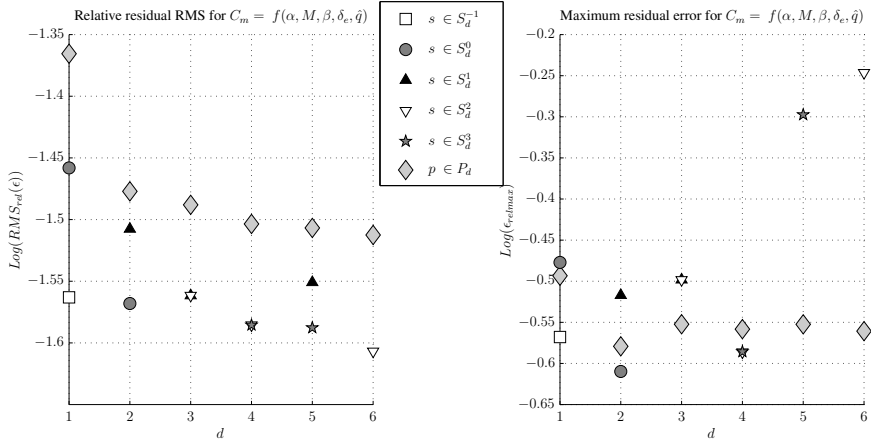 Relative residual RMS for $C_m = f(\alpha, M, \beta, \delta_e, \hat{q})$
−1.35
−1.4
−1.45
−1.5
−1.55
−1.6
$Log(RMS_{red}(\epsilon))$
1 2 3 4 5 6
$d$
$s \in S_d^{-1}$
$s \in S_d^0$
$s \in S_d^1$
$s \in S_d^2$
$s \in S_d^3$
$p \in P_d$
Maximum residual error for $C_m = f(\alpha, M, \beta, \delta_e, \hat{q})$
−0.2
−0.25
−0.3
−0.35
−0.4
−0.45
−0.5
−0.55
−0.6
−0.65
$Log(\epsilon_{relmax})$
1 2 3 4 5 6
$d$